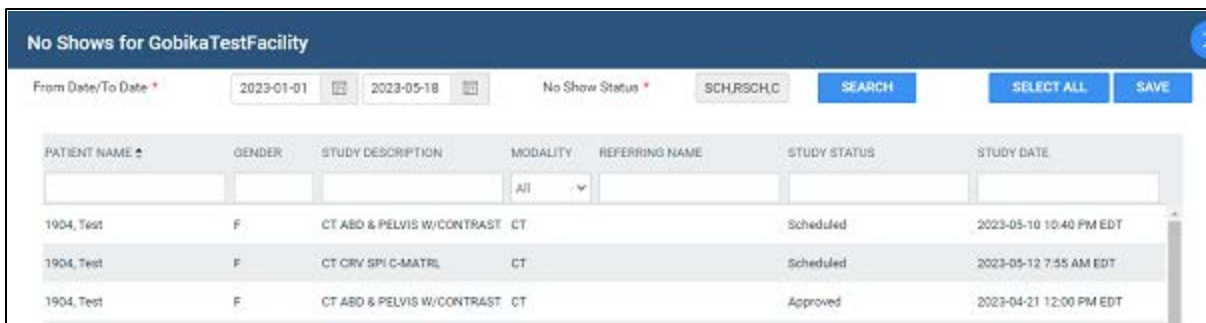 No Shows for GobikaTestFacility
From Date/To Date * 2023-01-01 2023-05-18 No Show Status * SCH,RSCH,C SEARCH SELECT ALL SAVE
PATIENT NAME GENDER STUDY DESCRIPTION MODALITY REFERRING NAME STUDY STATUS STUDY DATE
All
1904, Test F CT ABD & PELVIS W/CONTRAST CT Scheduled 2023-05-10 10:40 PM EDT
1904, Test F CT CRV SPI C-MATRL CT Scheduled 2023-05-12 7:55 AM EDT
1904, Test F CT ABD & PELVIS W/CONTRAST CT Approved 2023-04-21 12:00 PM EDT